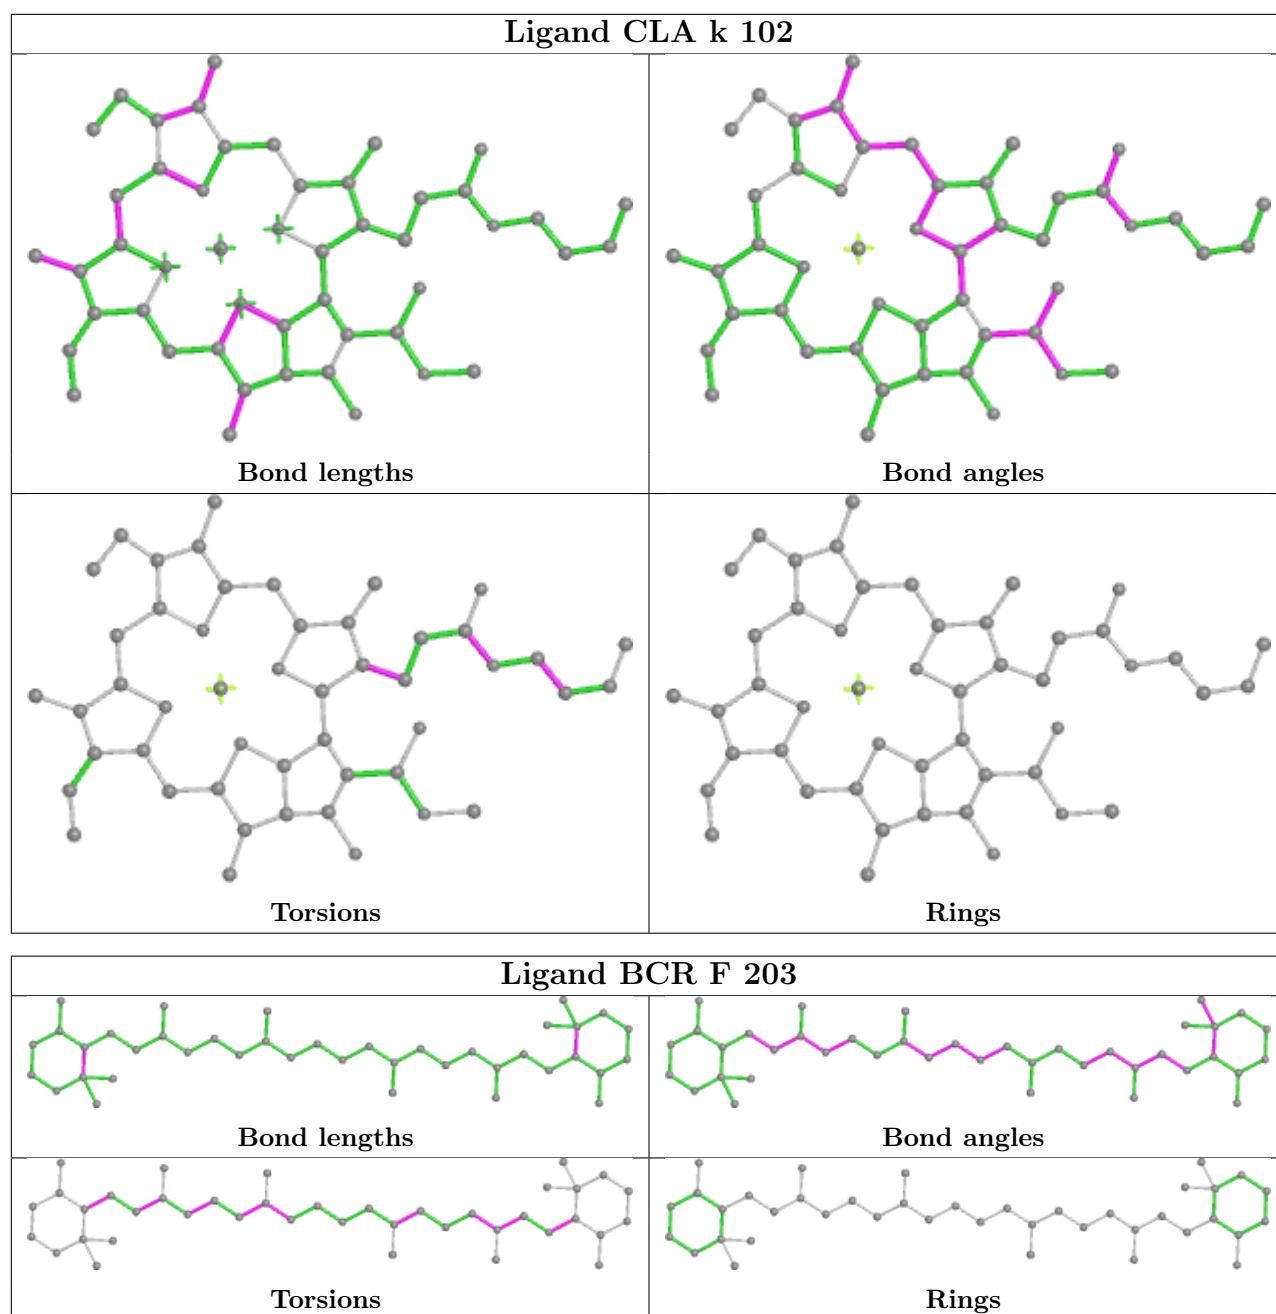 Ligand CLA k 102
Bond lengths
Bond angles
Torsions
Rings
Ligand BCR F 203
Bond lengths
Bond angles
Torsions
Rings